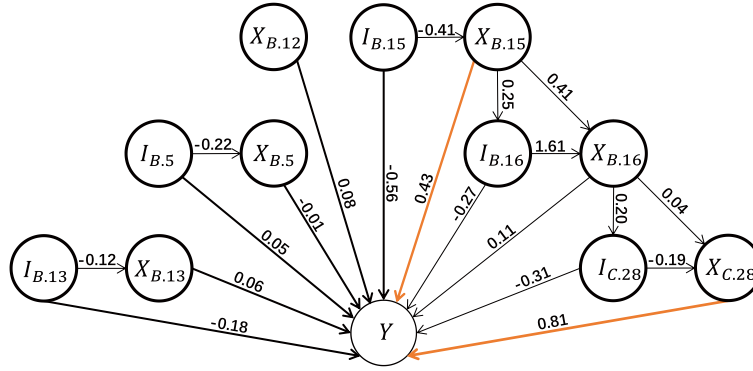 X_{B.12}
I_{B.15}
-0.41
X_{B.15}
0.25
0.41
I_{B.5}
-0.22
X_{B.5}
I_{B.16}
1.61
X_{B.16}
-0.56
0.43
0.08
-0.01
0.05
-0.27
0.11
0.20
0.04
I_{B.13}
-0.12
X_{B.13}
0.06
-0.18
-0.31
I_{C.28}
-0.19
X_{C.28}
Y
0.81